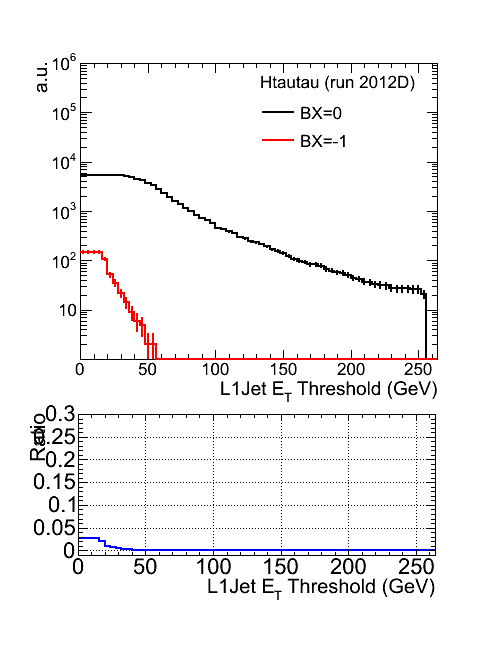 a.u.
10^6
10^5
10^4
10^3
10^2
10
Htautau (run 2012D)
BX=0
BX=-1
0 50 100 150 200 250
L1Jet E_T Threshold (GeV)
Ratio
0.3
0.25
0.2
0.15
0.1
0.05
0
0 50 100 150 200 250
L1Jet E_T Threshold (GeV)